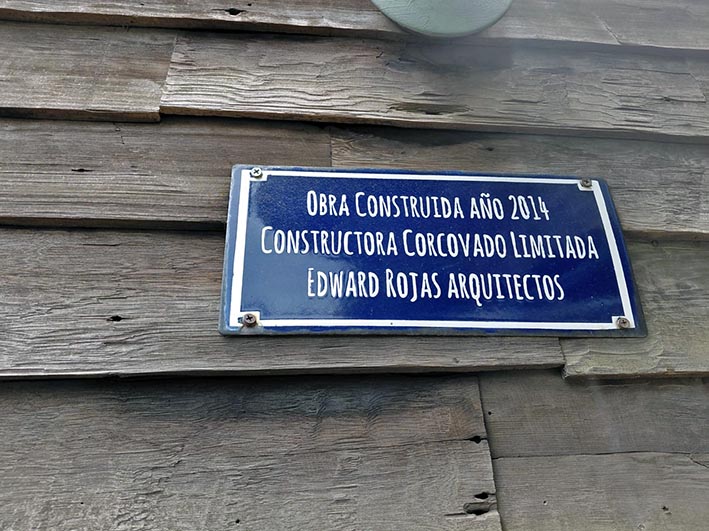 OBRA CONSTRUIDA AÑO 2014
CONSTRUCTORA CORCOVADO LIMITADA
EDWARD ROJAS ARQUITECTOS